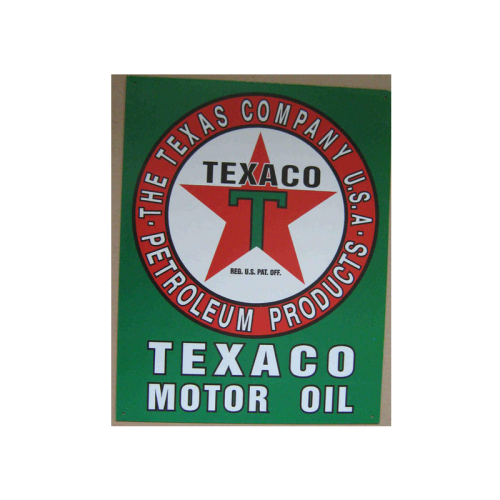 · THE TEXAS COMPANY U.S.A ·
TEXACO
T
REG. U.S. PAT. OFF.
PETROLEUM PRODUCTS
TEXACO
MOTOR OIL